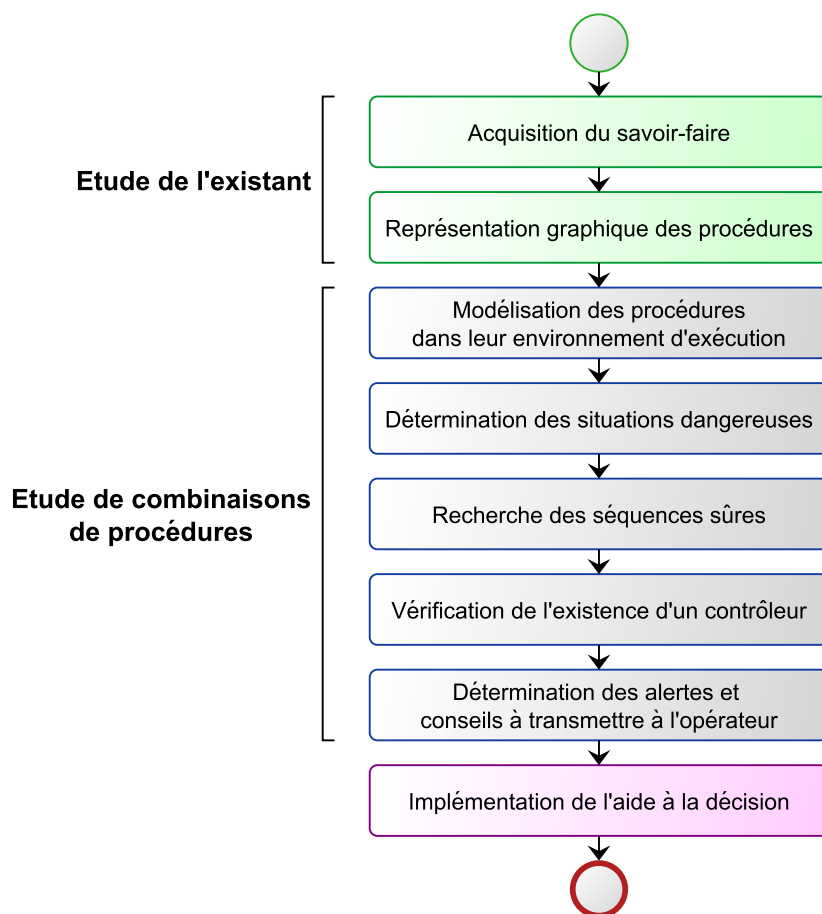 Acquisition du savoir-faire
Etude de l'existant
Représentation graphique des procédures
Modélisation des procédures
dans leur environnement d'exécution
Détermination des situations dangereuses
Etude de combinaisons
de procédures
Recherche des séquences sûres
Vérification de l'existence d'un contrôleur
Détermination des alertes et
conseils à transmettre à l'opérateur
Implémentation de l'aide à la décision